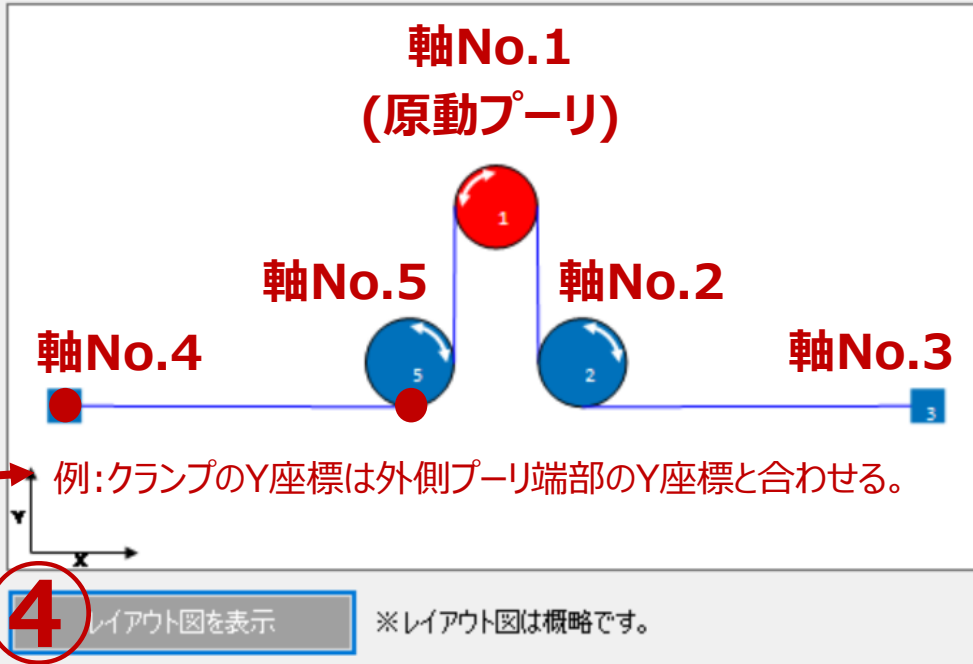 軸No.1
(原動プーリ)
1
軸No.5
軸No.2
軸No.4
軸No.3
5
2
3
例:クランプのY座標は外側プーリ端部のY座標と合わせる。
Y
X
④
レイアウト図を表示
※レイアウト図は概略です。